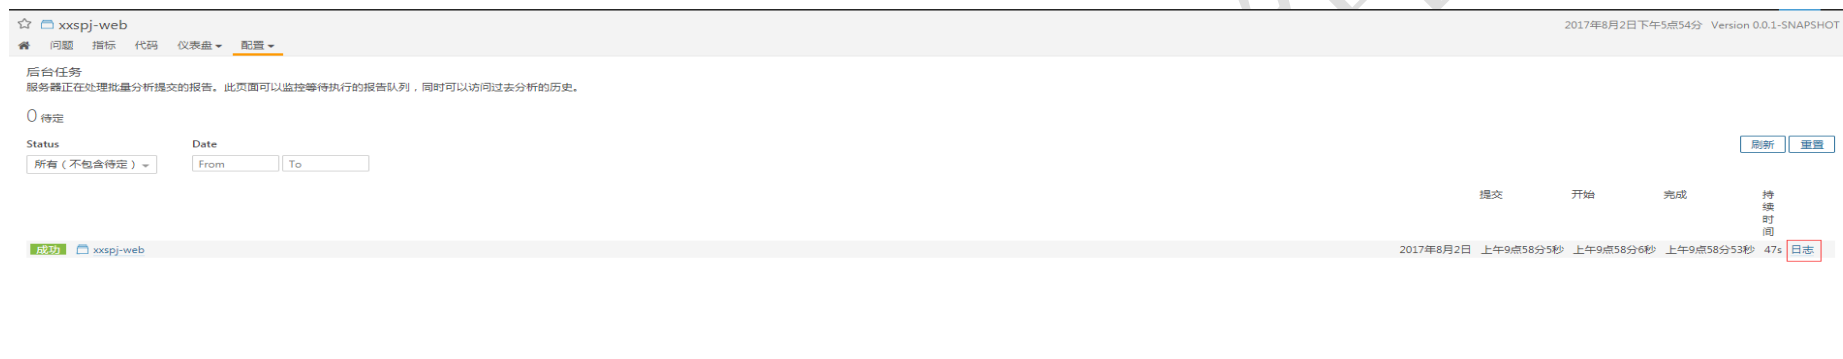 xxspj-web
2017年8月2日下午5点54分 Version 0.0.1-SNAPSHOT
问题 指标 代码 仪表盘 配置
后台任务
服务器正在处理批量分析提交的报告。此页面可以监控等待执行的报告队列，同时可以访问过去分析的历史。
0 待定
Status Date
刷新 重置
所有（不包含待定） From To
提交 开始 完成 持续时间
成功 xxspj-web 2017年8月2日 上午9点58分5秒 上午9点58分6秒 上午9点58分53秒 47s 日志